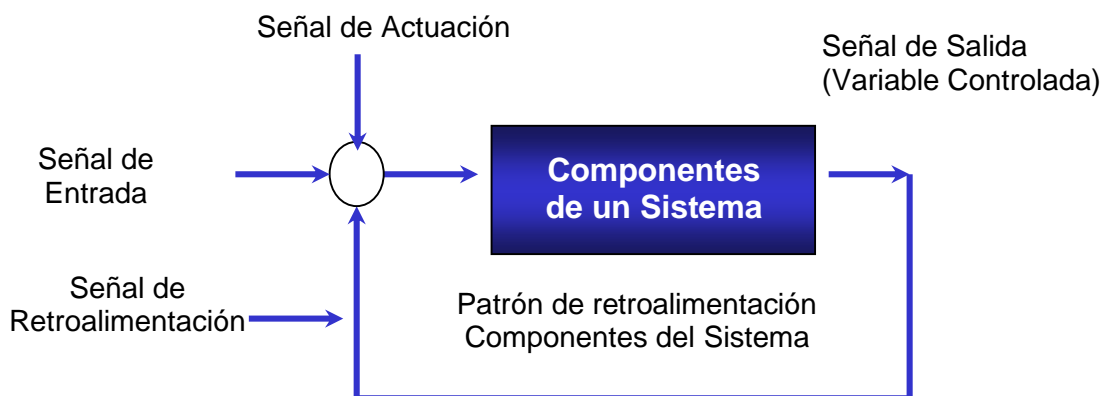 Señal de Actuación
Señal de Salida
(Variable Controlada)
Señal de
Entrada
Componentes
de un Sistema
Señal de
Retroalimentación
Patrón de retroalimentación
Componentes del Sistema